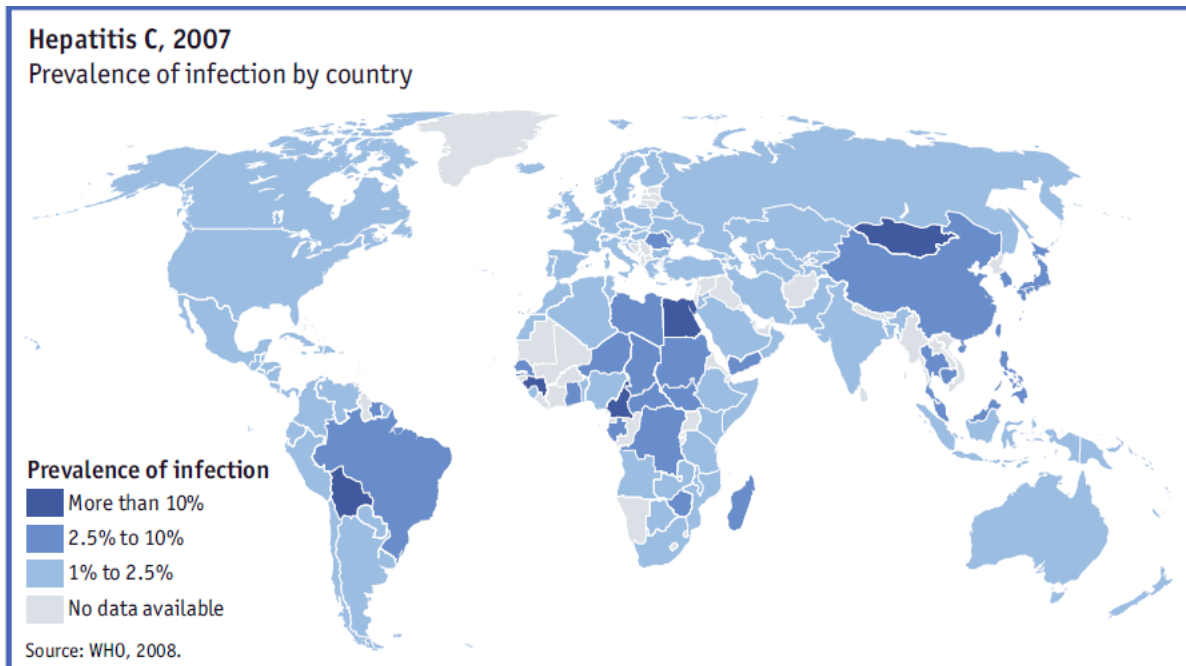 Hepatitis C, 2007
Prevalence of infection by country
Prevalence of infection
More than 10%
2.5% to 10%
1% to 2.5%
No data available
Source: WHO, 2008.